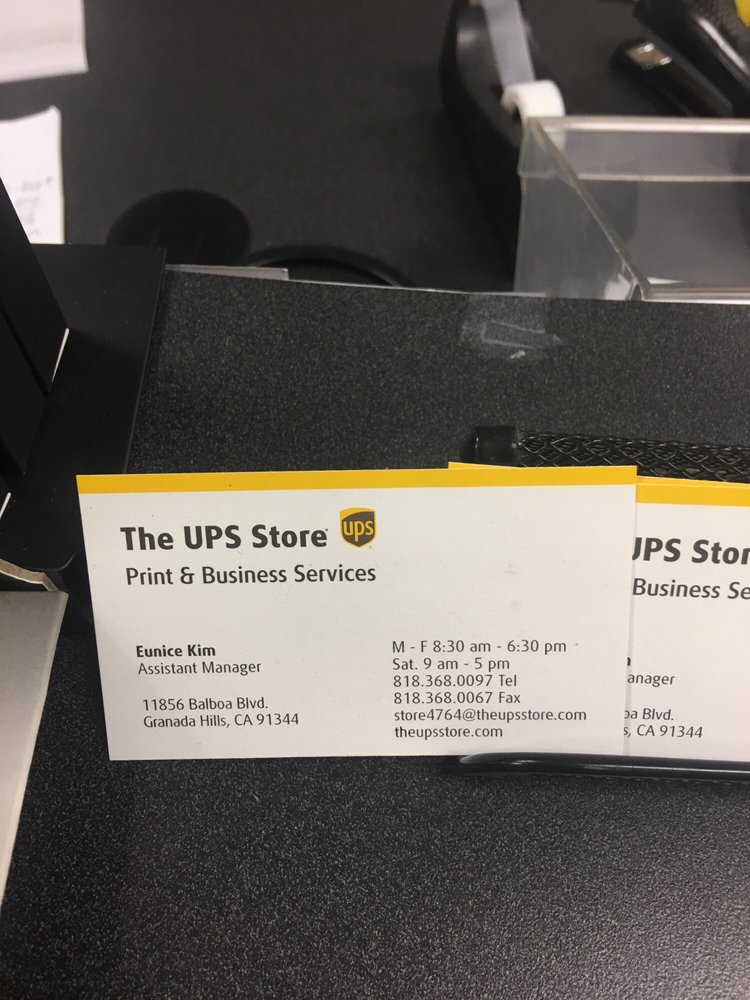 The UPS Store
ups
Print & Business Services
Eunice Kim
Assistant Manager
11856 Balboa Blvd.
Granada Hills, CA 91344
M - F 8:30 am - 6:30 pm
Sat. 9 am - 5 pm
818.368.0097 Tel
818.368.0067 Fax
store4764@theupsstore.com
theupsstore.com
UPS Stor
Business Se
anager
oa Blvd.
s, CA 91344